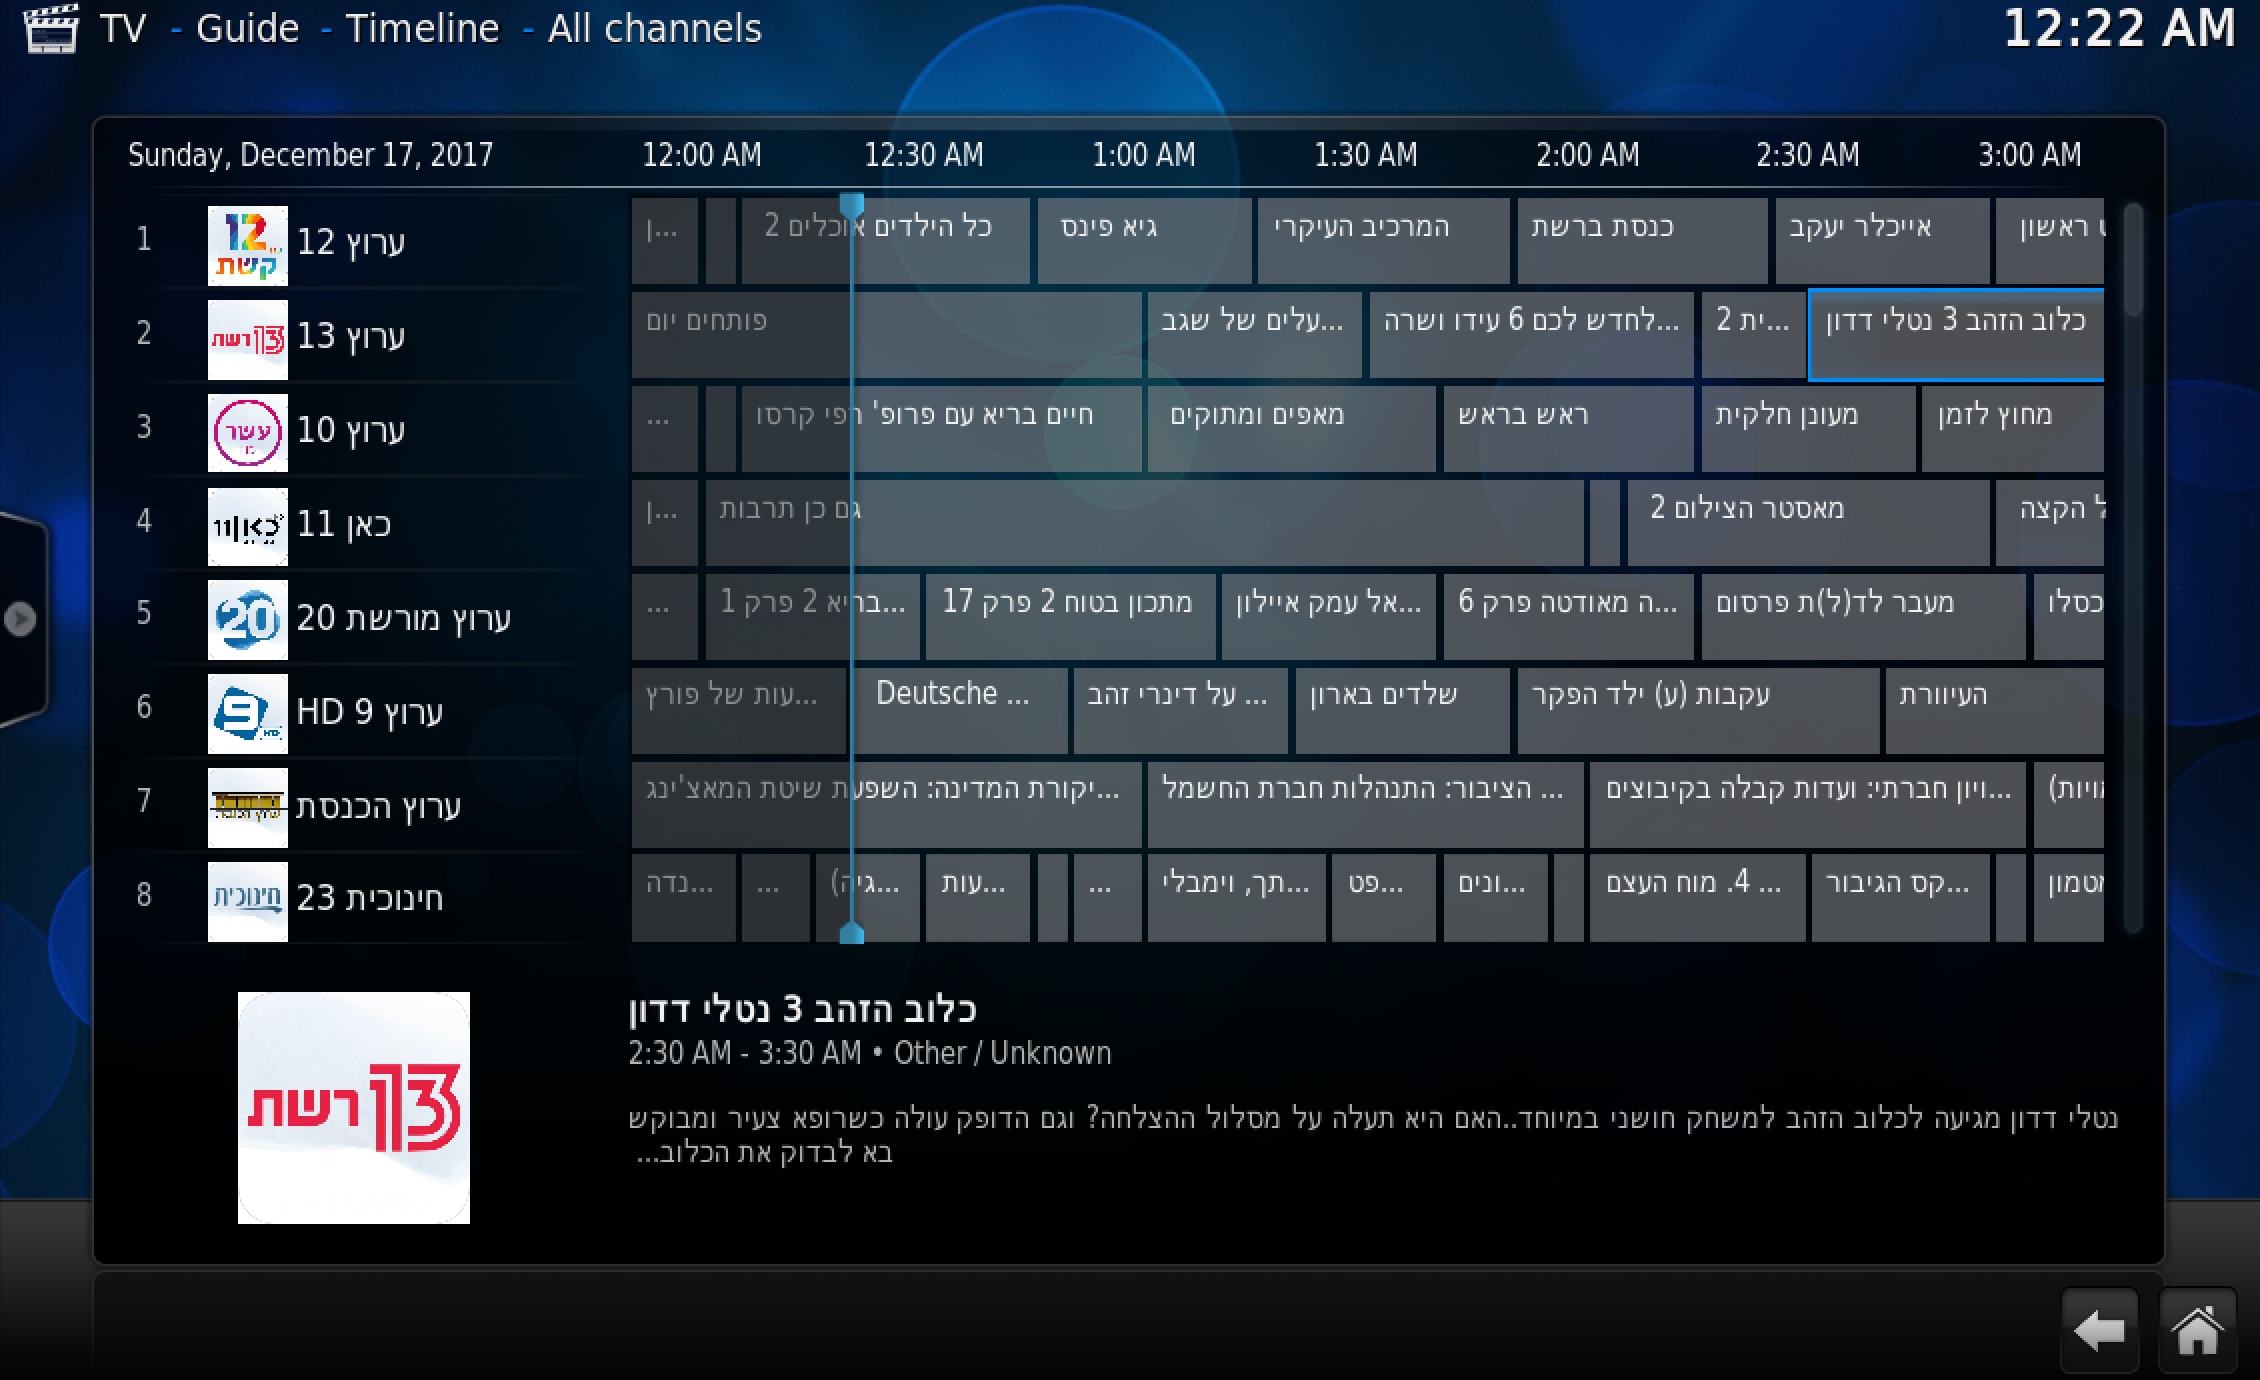 TV - Guide - Timeline - All channels
12:22 AM
Sunday, December 17, 2017 12:00 AM 12:30 AM 1:00 AM 1:30 AM 2:00 AM 2:30 AM 3:00 AM
1 12 קשת ערוץ 12 ן... כל הילדים אוכלים 2 גיא פינס המרכיב העיקרי כנסת ברשת אייכלר יעקב ראשון
2 רשת 13 ערוץ 13 פותחים יום ...עלים של שגב ...לחדש לכם 6 עידו ושרה ...ית 2 כלוב הזהב 3 נטלי דדון
3 עשר ערוץ 10 ... חיים בריא עם פרופ' רפי קרסו מאפים ומתוקים ראש בראש מעונן חלקית מחוץ לזמן
4 כאן 11 כאן 11 ן... גם כן תרבות מאסטר הצילום 2 ל הקצה
5 20 ערוץ מורשת 20 ... ...בריא 2 פרק 1 מתכון בטוח 2 פרק 17 ...אל עמק איילון ...ה מאודטה פרק 6 מעבר לד(ל)ת פרסום כסלו
6 9 HD ערוץ 9 HD ...עות של פורץ Deutsche ... ... על דינרי זהב שלדים בארון עקבות (ע) ילד הפקר העיוורת
7 ערוץ הכנסת ...יקורת המדינה: השפעת שיטת המאצ'ינג ... הציבור: התנהלות חברת החשמל ...ויון חברתי: ועדות קבלה בקיבוצים ויות)
8 חינוכית חינוכית 23 ...נדה ... ...גיה) ...עות ... ...תך, וימבלי ...פט ...ונים ... 4. מוח העצם ...קס הגיבור מטמון
רשת 13
כלוב הזהב 3 נטלי דדון
2:30 AM - 3:30 AM • Other / Unknown
נטלי דדון מגיעה לכלוב הזהב למשחק חושני במיוחד..האם היא תעלה על מסלול ההצלחה? וגם הדופק עולה כשרופא צעיר ומבוקש
בא לבדוק את הכלוב...